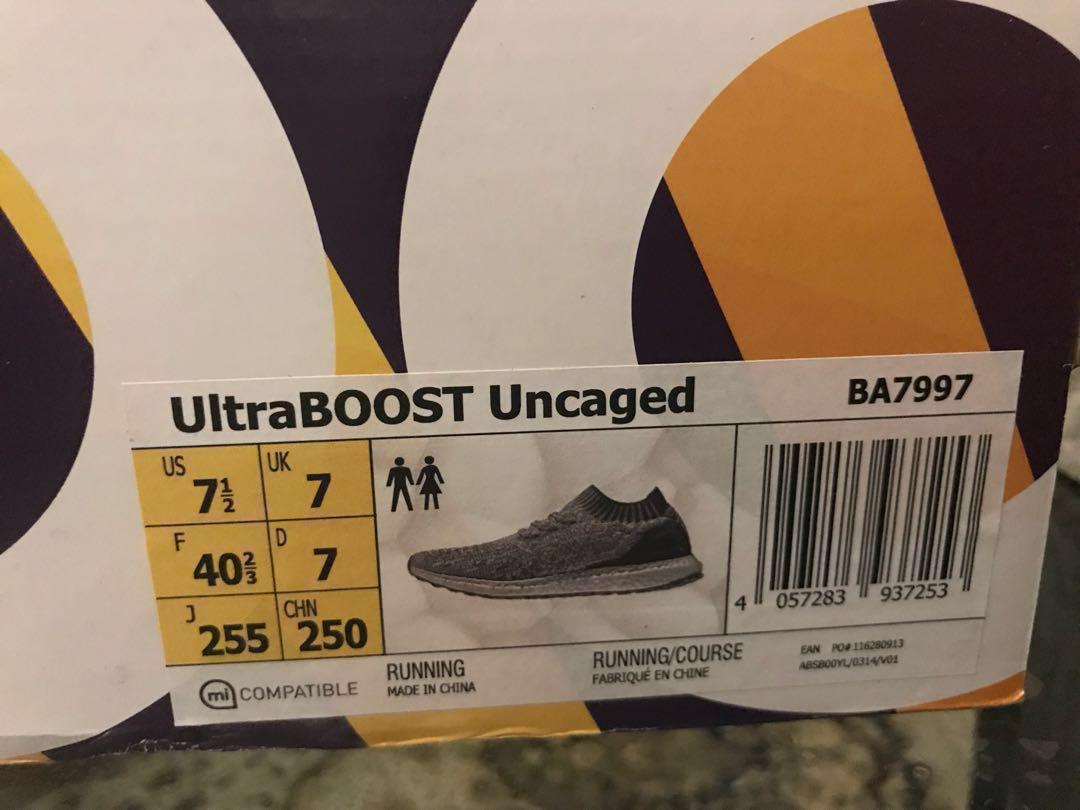 UltraBOOST Uncaged BA7997
US 7½ UK 7
F 40⅔ D 7
J 255 CHN 250
4 057283 937253
mi COMPATIBLE
RUNNING
MADE IN CHINA
RUNNING/COURSE
FABRIQUÉ EN CHINE
EAN PO# 116280913
ABSB00YL/0314/V01